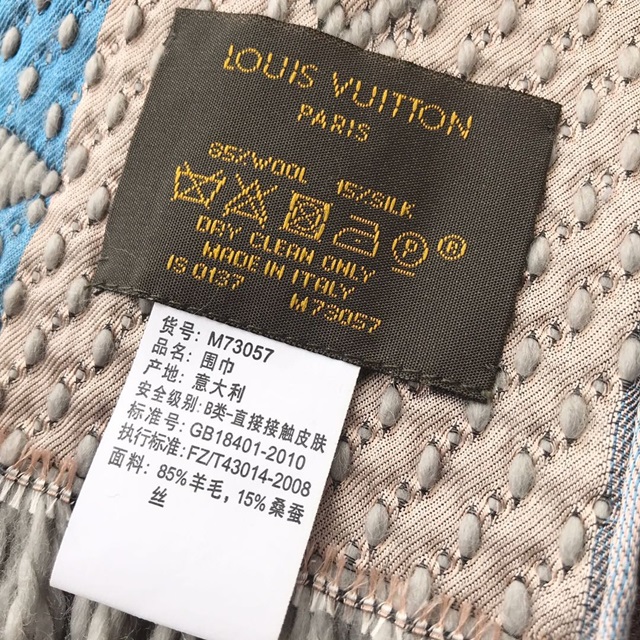 LOUIS VUITTON
PARIS
85%WOOL 15%SILK
P ®
DRY CLEAN ONLY
MADE IN ITALY
IS 0137 M73057
货号: M73057
品名: 围巾
产地: 意大利
安全级别: B类-直接接触皮肤
标准号: GB18401-2010
执行标准: FZ/T43014-2008
面料: 85%羊毛，15%桑蚕
丝